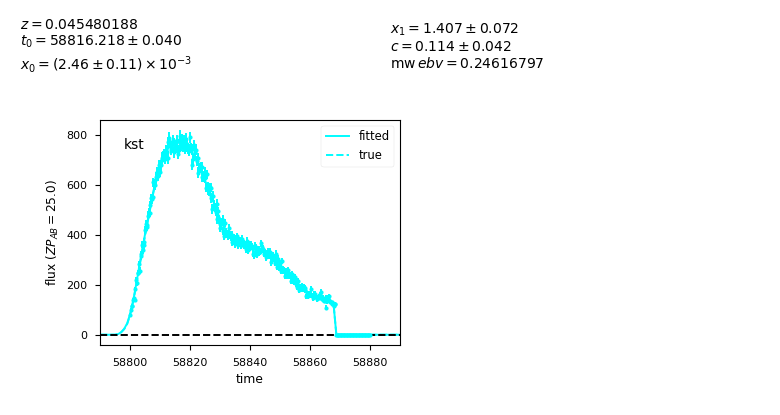 z = 0.045480188
t₀ = 58816.218 ± 0.040
x₀ = (2.46 ± 0.11) × 10⁻³
x₁ = 1.407 ± 0.072
c = 0.114 ± 0.042
mw ebv = 0.24616797
kst
fitted
true
800
600
400
200
0
flux (ZP_AB = 25.0)
58800 58820 58840 58860 58880
time